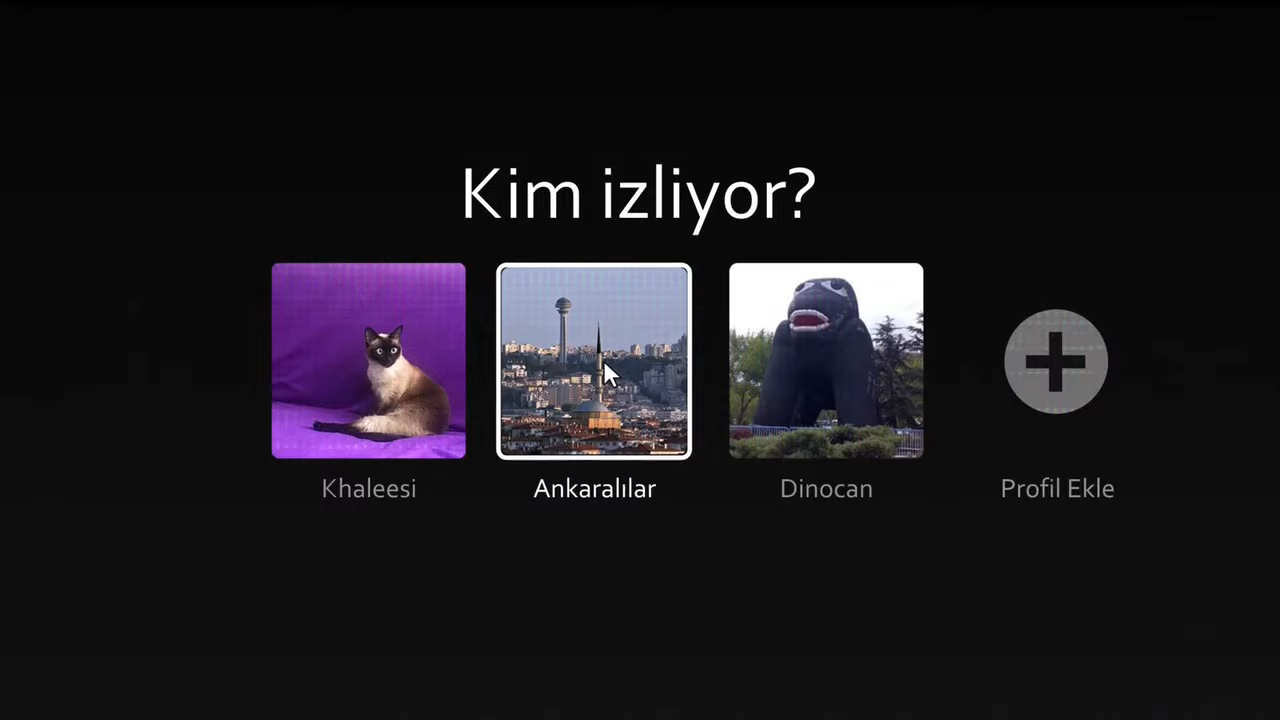 Kim izliyor?
Khaleesi
Ankaralılar
Dinocan
Profil Ekle